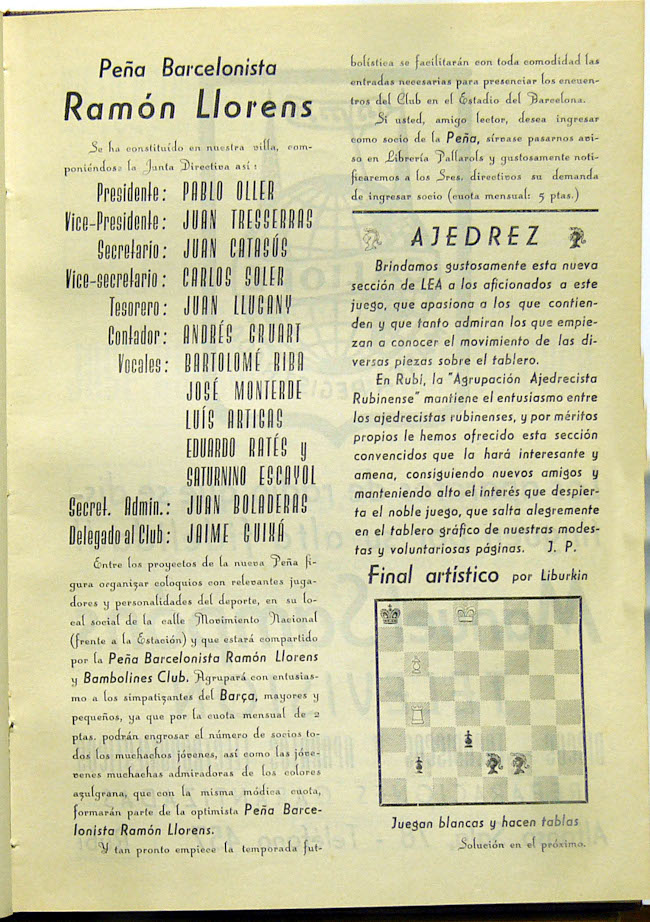 Peña Barcelonista
Ramón Llorens
Se ha constituído en nuestra villa, com-
poniéndose la Junta Directiva así :
Presidente: PABLO OLLER
Vice-Presidente: JUAN TRESSERRAS
Secretario: JUAN CATASÚS
Vice-secretario: CARLOS SOLER
Tesorero: JUAN LLUGANY
Contador: ANDRÉS GRUART
Vocales: BARTOLOMÉ RIBA
JOSÉ MONTERDE
LUÍS ARTIGAS
EDUARDO RATÉS y
SATURNINO ESCAYOL
Secret. Admin.: JUAN BOLADERAS
Delegado al Club: JAIME GUIXÁ
Entre los proyectos de la nueva Peña fi-
gura organizar coloquios con relevantes juga-
dores y personalidades del deporte, en su lo-
cal social de la calle Movimiento Nacional
(frente a la Estación) y que estará compartido
por la Peña Barcelonista Ramón Llorens
y Bambolines Club. Agrupará con entusias-
mo a los simpatizantes del Barça, mayores y
pequeños, ya que por la cuota mensual de 2
ptas. podrán engrosar el número de socios to-
dos los muchachos jóvenes, así como las jóve-
venes muchachas admiradoras de los colores
azulgrana, que con la misma módica cuota,
formarán parte de la optimista Peña Barce-
lonista Ramón Llorens.
Y tan pronto empiece la temporada fut-
bolística se facilitarán con toda comodidad las
entradas necesarias para presenciar los encuen-
tros del Club en el Estadio del Barcelona.
Si usted, amigo lector, desea ingresar
como socio de la Peña, sírvase pasarnos avi-
so en Librería Pallarols y gustosamente noti-
ficaremos a los Sres. directivos su demanda
de ingresar socio (cuota mensual: 5 ptas.)
AJEDREZ
Brindamos gustosamente esta nueva
sección de LEA a los aficionados a este
juego, que apasiona a los que contien-
den y que tanto admiran los que empie-
zan a conocer el movimiento de las di-
versas piezas sobre el tablero.
En Rubí, la "Agrupación Ajedrecista
Rubinense" mantiene el entusiasmo entre
los ajedrecistas rubinenses, y por méritos
propios le hemos ofrecido esta sección
convencidos que la hará interesante y
amena, consiguiendo nuevos amigos y
manteniendo alto el interés que despier-
ta el noble juego, que salta alegremente
en el tablero gráfico de nuestras modes-
tas y voluntariosas páginas. J. P.
Final artístico por Liburkin
Juegan blancas y hacen tablas
Solución en el próximo.